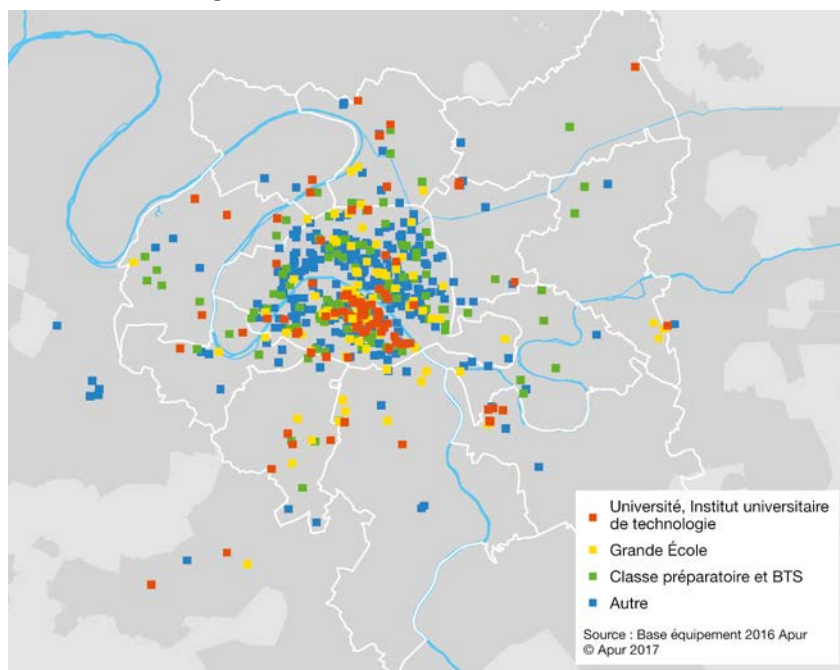 Université, Institut universitaire
de technologie
Grande École
Classe préparatoire et BTS
Autre
Source : Base équipement 2016 Apur
© Apur 2017